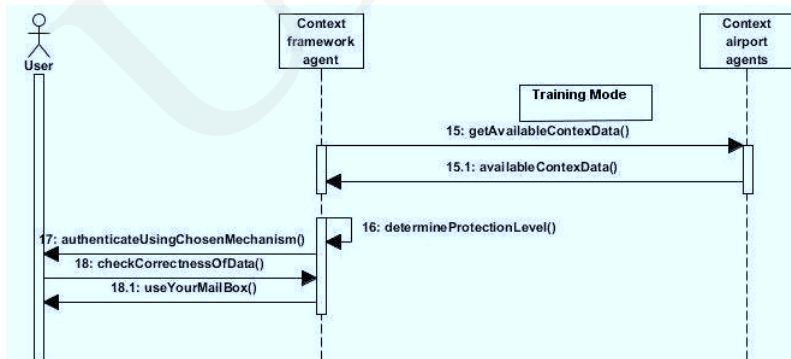 User
Context
framework
agent
Context
airport
agents
Training Mode
15: getAvailableContexData()
15.1: availableContexData()
16: determineProtectionLevel()
17: authenticateUsingChosenMechanism()
18: checkCorrectnessOfData()
18.1: useYourMailBox()